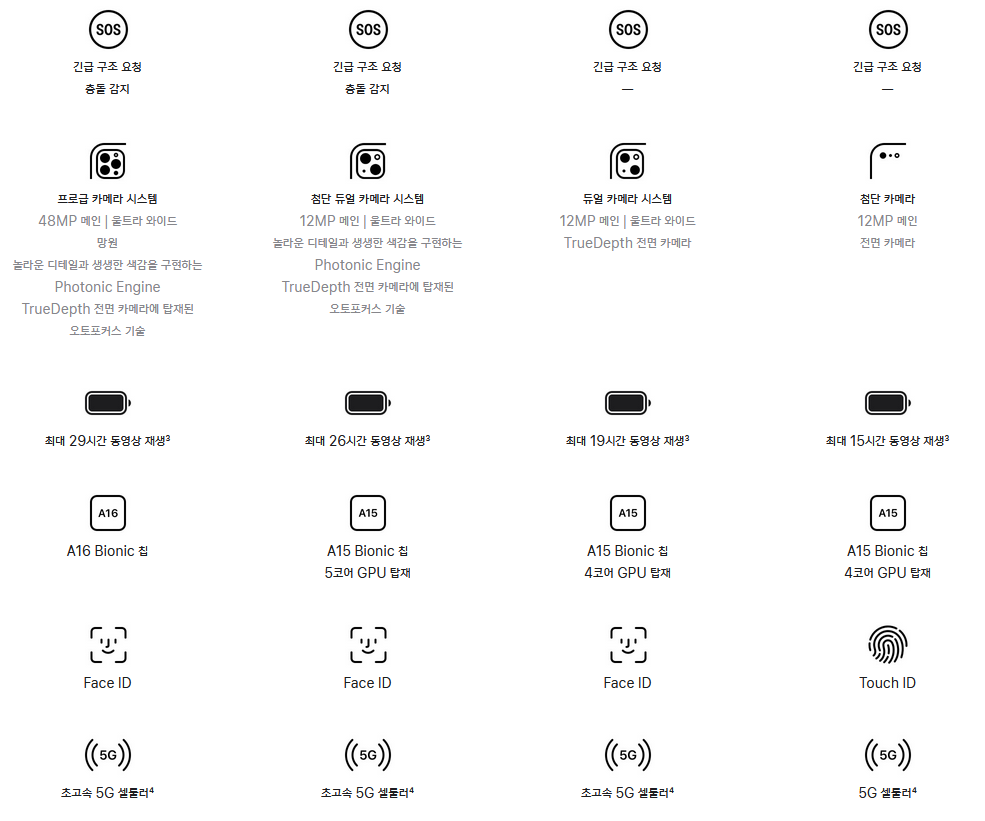 SOS SOS SOS SOS
긴급 구조 요청 긴급 구조 요청 긴급 구조 요청 긴급 구조 요청
충돌 감지 충돌 감지 — —
프로급 카메라 시스템 첨단 듀얼 카메라 시스템 듀얼 카메라 시스템 첨단 카메라
48MP 메인 | 울트라 와이드 12MP 메인 | 울트라 와이드 12MP 메인 | 울트라 와이드 12MP 메인
망원 놀라운 디테일과 생생한 색감을 구현하는 TrueDepth 전면 카메라 전면 카메라
놀라운 디테일과 생생한 색감을 구현하는 Photonic Engine
Photonic Engine TrueDepth 전면 카메라에 탑재된
TrueDepth 전면 카메라에 탑재된 오토포커스 기술
오토포커스 기술
최대 29시간 동영상 재생³ 최대 26시간 동영상 재생³ 최대 19시간 동영상 재생³ 최대 15시간 동영상 재생³
A16 A15 A15 A15
A16 Bionic 칩 A15 Bionic 칩 A15 Bionic 칩 A15 Bionic 칩
5코어 GPU 탑재 4코어 GPU 탑재 4코어 GPU 탑재
Face ID Face ID Face ID Touch ID
5G 5G 5G 5G
초고속 5G 셀룰러⁴ 초고속 5G 셀룰러⁴ 초고속 5G 셀룰러⁴ 5G 셀룰러⁴